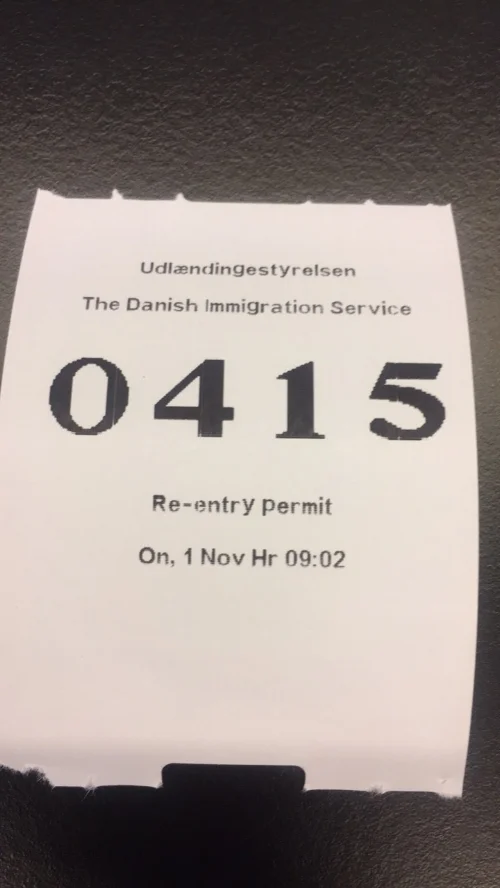 Udlændingestyrelsen
The Danish Immigration Service
0415
Re-entry permit
On, 1 Nov Hr 09:02